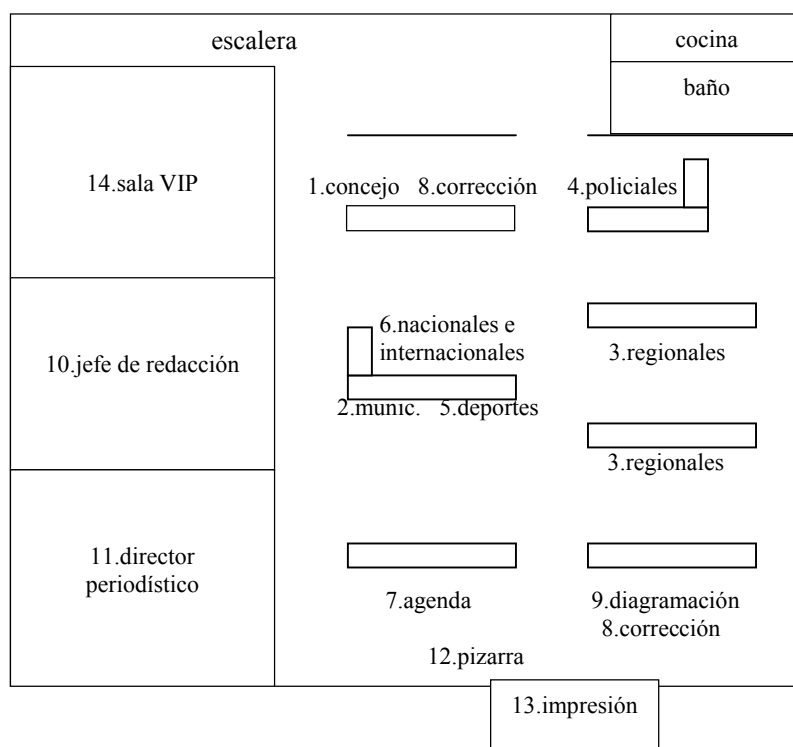 escalera
cocina
baño
14.sala VIP
1.concejo 8.corrección
4.policiales
6.nacionales e
internacionales
10.jefe de redacción
3.regionales
2.munic. 5.deportes
3.regionales
11.director
periodístico
7.agenda
9.diagramación
8.corrección
12.pizarra
13.impresión